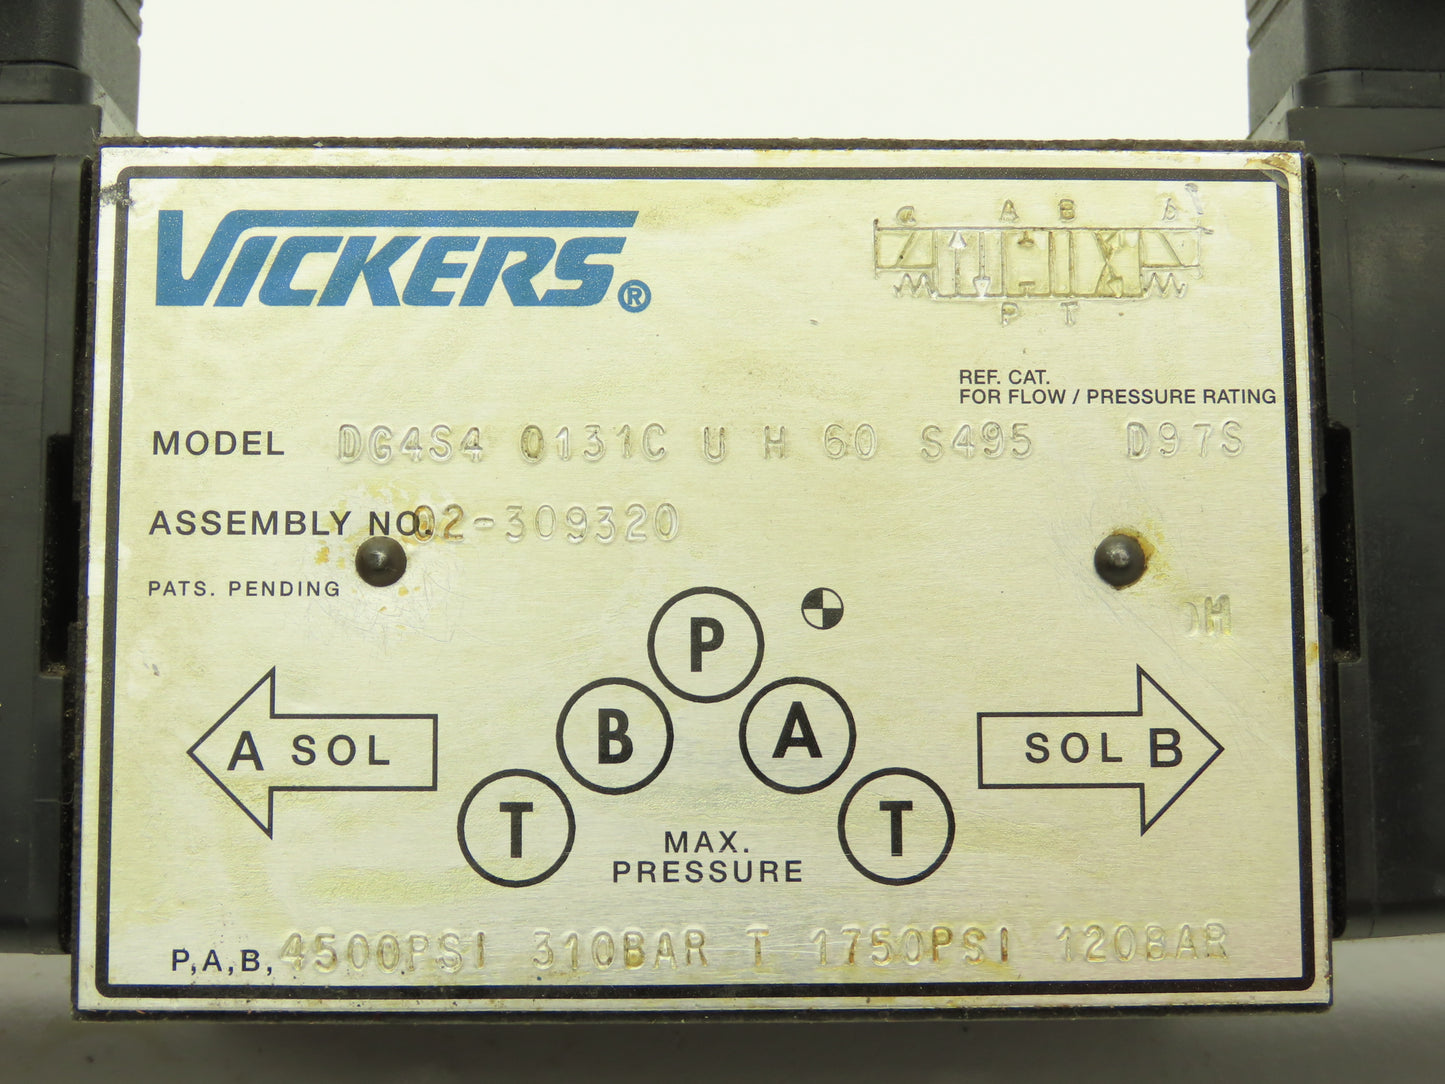 VICKERS®
a A B b
P T
REF. CAT.
FOR FLOW / PRESSURE RATING
MODEL DG4S4 0131C U H 60 S495 D97S
ASSEMBLY NO. 02-309320
PATS. PENDING
H
P
B A
A SOL
SOL B
T T
MAX.
PRESSURE
P,A,B, 4500PSI 310BAR T 1750PSI 120BAR